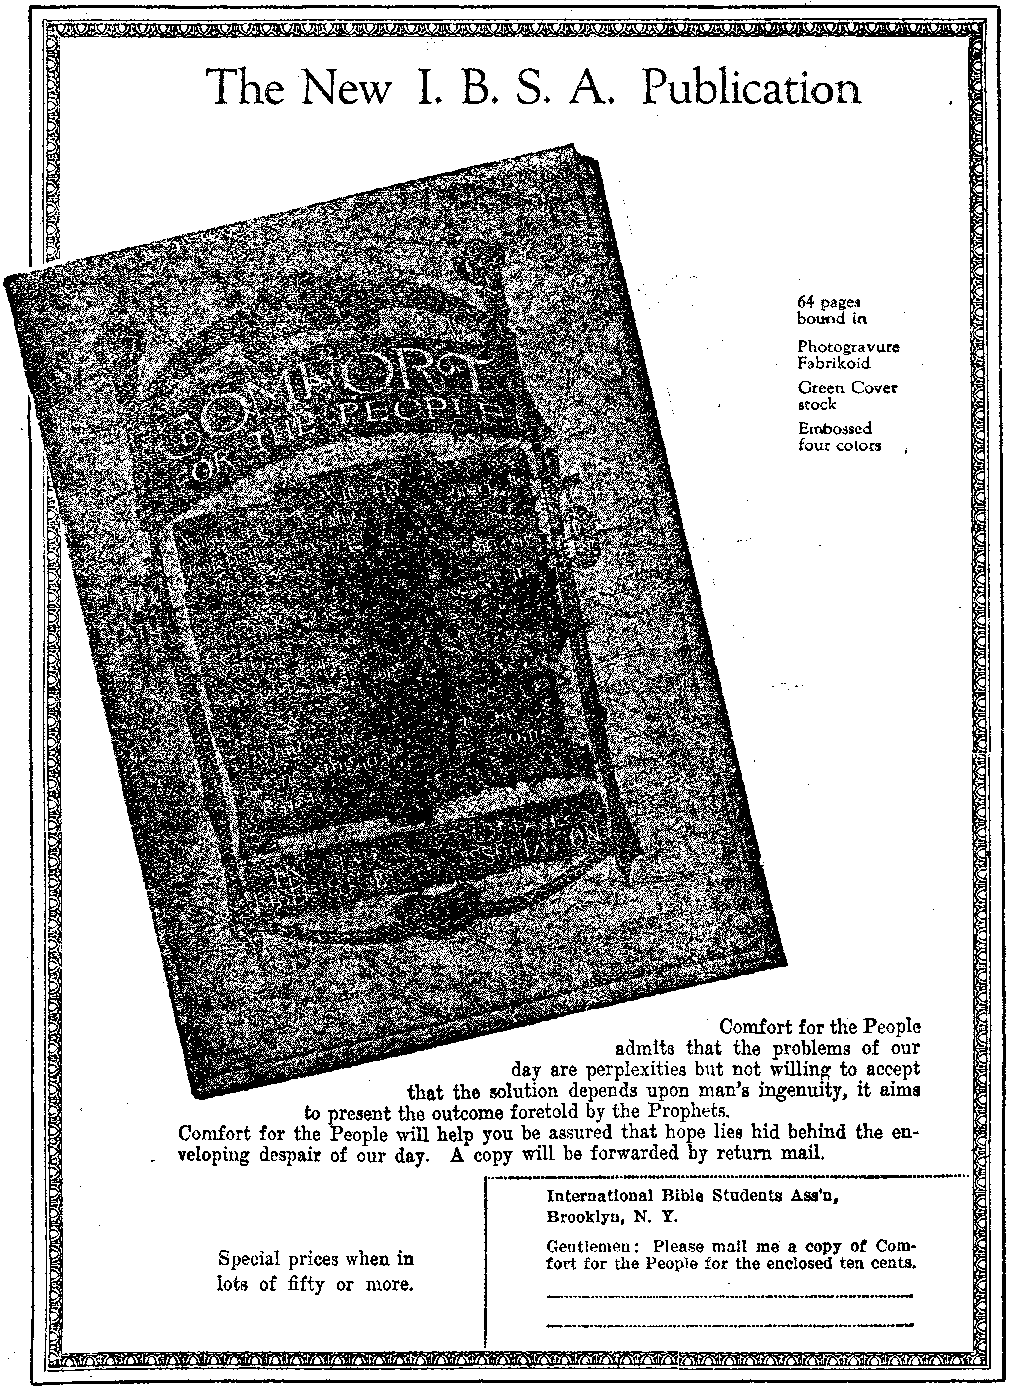 The New I. B. S. A. Publication
COMFORT
FOR THE PEOPLE
64 pages
bound in
Photogravure
Fabrikoid
Green Cover
stock
Embossed
four colors
ASSOCIATION
Comfort for the People
admits that the problems of our
day are perplexities but not willing to accept
that the solution depends upon man's ingenuity, it aims
to present the outcome foretold by the Prophets.
Comfort for the People will help you be assured that hope lies hid behind the en-
veloping despair of our day. A copy will be forwarded by return mail.
Special prices when in
lots of fifty or more.
International Bible Students Ass'n,
Brooklyn, N. Y.
Gentlemen: Please mail me a copy of Com-
fort for the People for the enclosed ten cents.